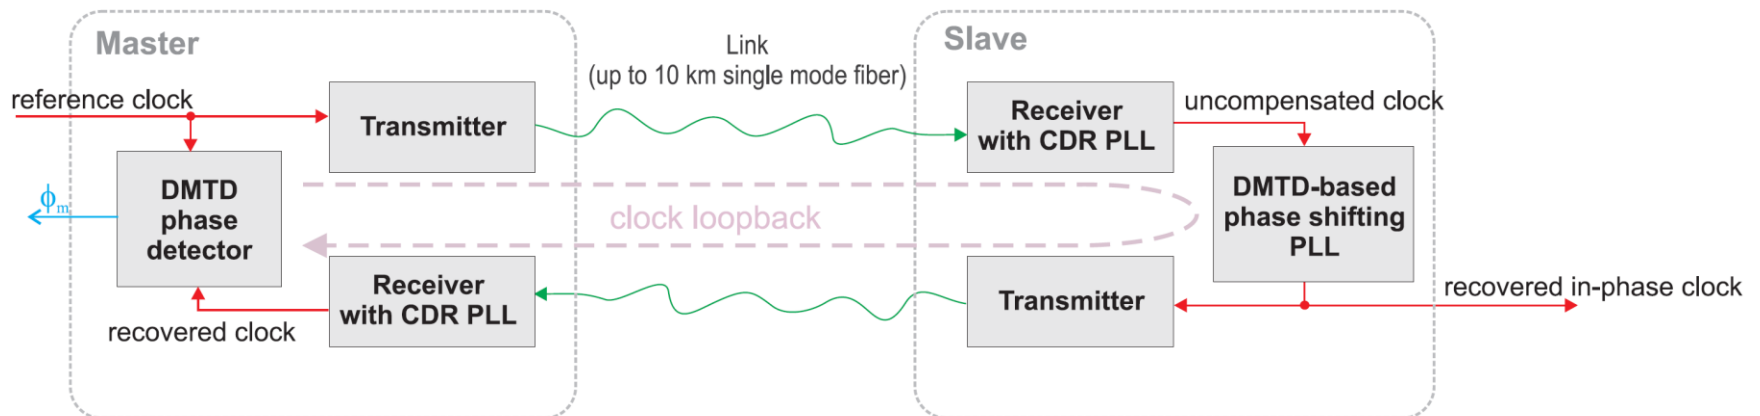 Master
Link
(up to 10 km single mode fiber)
Slave
reference clock
Transmitter
Receiver
with CDR PLL
uncompensated clock
DMTD
phase
detector
ϕm
clock loopback
DMTD-based
phase shifting
PLL
Receiver
with CDR PLL
recovered clock
Transmitter
recovered in-phase clock